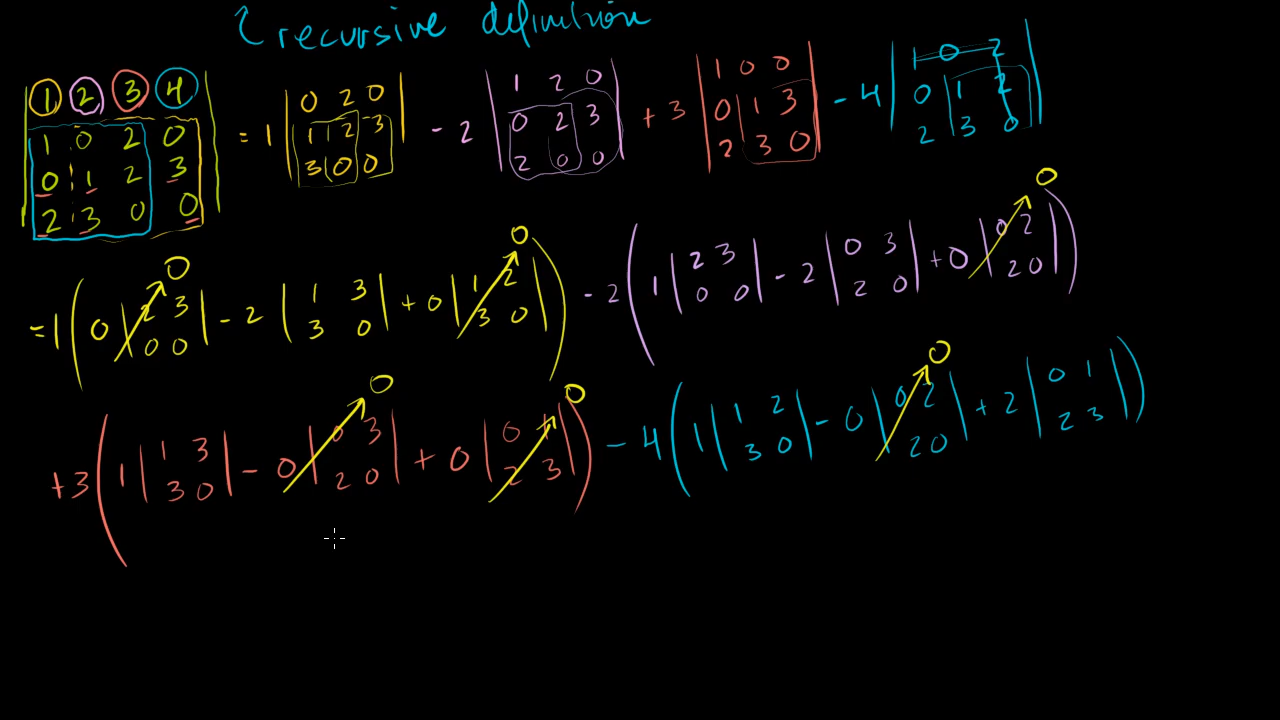 recursive definition
| 1 2 3 4 |
| 1 0 2 0 |
| 0 1 2 3 |
| 2 3 0 0 |
= 1 | 0 2 0 |
| 1 2 3 |
| 3 0 0 |
- 2 | 1 2 0 |
| 0 2 3 |
| 2 0 0 |
+ 3 | 1 0 0 |
| 0 1 3 |
| 2 3 0 |
- 4 | 1 0 2 |
| 0 1 2 |
| 2 3 0 |
= 1 ( 0 | 2 3 | - 2 | 1 3 | + 0 | 1 2 | ) - 2 ( 1 | 2 3 | - 2 | 0 3 | + 0 | 0 2 | )
| 0 0 | | 3 0 | | 3 0 | | 0 0 | | 2 0 | | 2 0 |
0 0 0
+ 3 ( 1 | 1 3 | - 0 | 0 3 | + 0 | 0 1 | ) - 4 ( 1 | 1 2 | - 0 | 0 2 | + 2 | 0 1 | )
| 3 0 | | 2 0 | | 2 3 | | 3 0 | | 2 0 | | 2 3 |
0 0 0